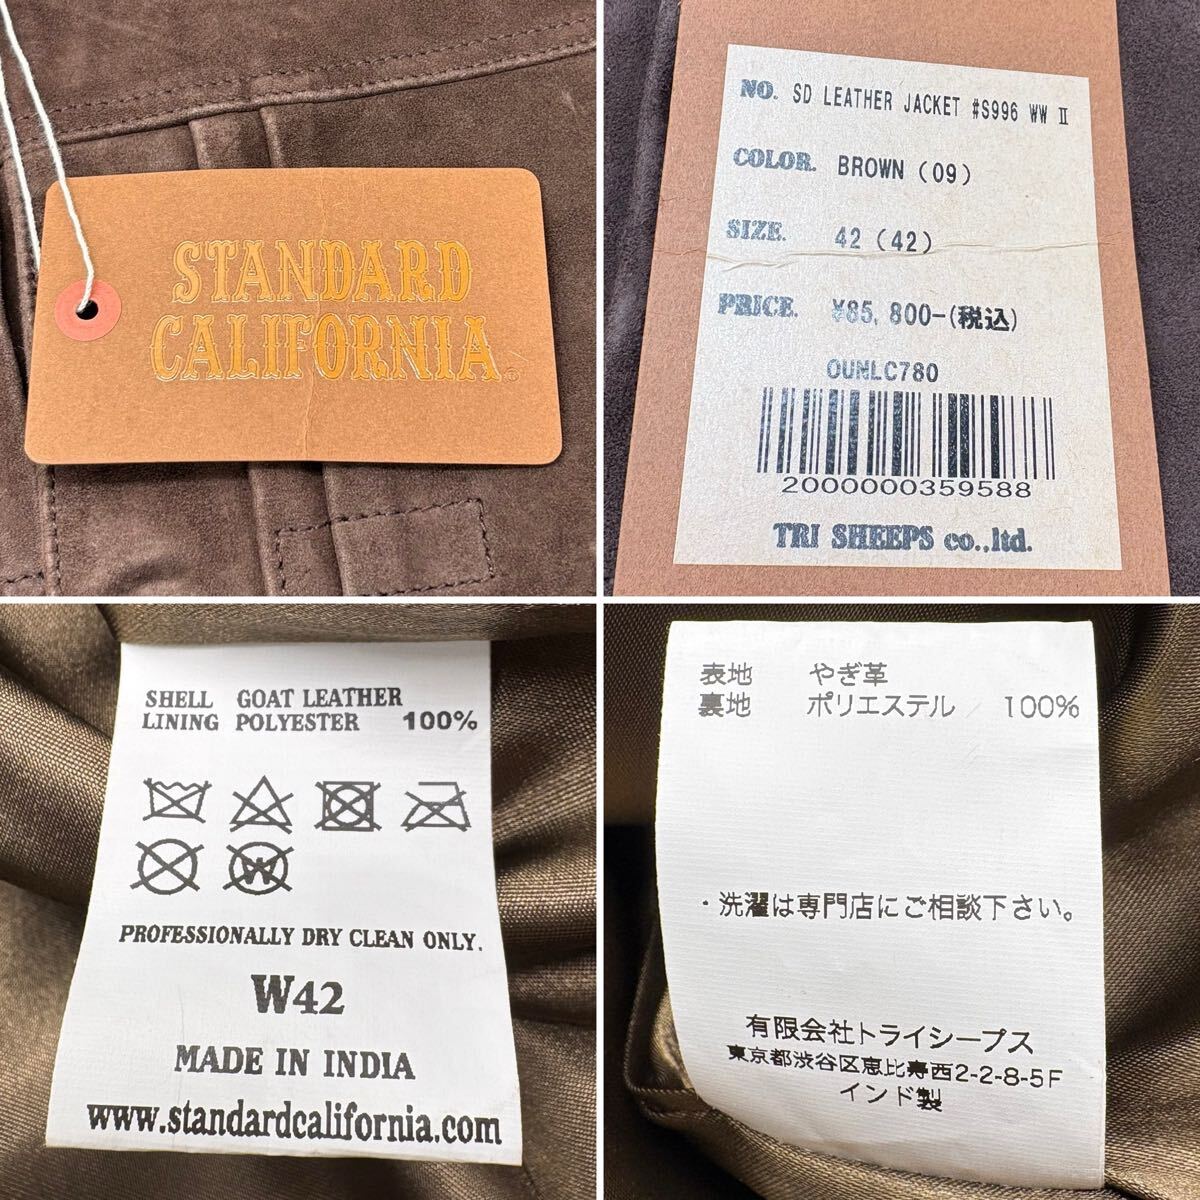 STANDARD
CALIFORNIA®
NO. SD LEATHER JACKET #S996 WW Ⅱ
COLOR. BROWN (09)
SIZE. 42 (42)
PRICE. ¥85,800-(税込)
OUNLC780
2000000359588
TRI SHEEPS co.,ltd.
SHELL GOAT LEATHER
LINING POLYESTER 100%
W
PROFESSIONALLY DRY CLEAN ONLY.
W42
MADE IN INDIA
www.standardcalifornia.com
表地 やぎ革
裏地 ポリエステル 100%
・洗濯は専門店にご相談下さい。
有限会社トライシープス
東京都渋谷区恵比寿西2-2-8-5F
インド製